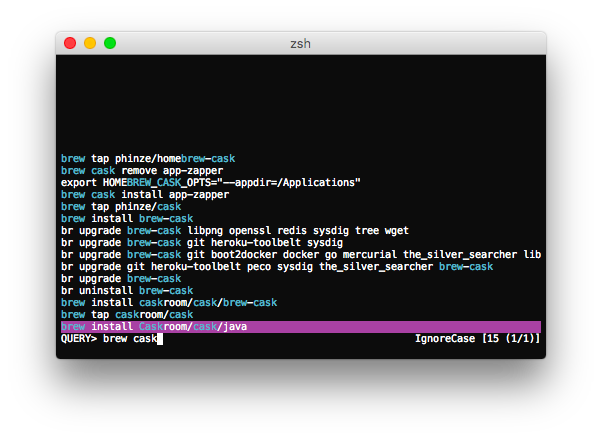 zsh
brew tap phinze/homebrew-cask
brew cask remove app-zapper
export HOMEBREW_CASK_OPTS="--appdir=/Applications"
brew cask install app-zapper
brew tap phinze/cask
brew install brew-cask
br upgrade brew-cask libpng openssl redis sysdig tree wget
br upgrade brew-cask git heroku-toolbelt sysdig
br upgrade brew-cask git boot2docker docker go mercurial the_silver_searcher lib
br upgrade git heroku-toolbelt peco sysdig the_silver_searcher brew-cask
br upgrade brew-cask
br uninstall brew-cask
brew install caskroom/cask/brew-cask
brew tap caskroom/cask
brew install Caskroom/cask/java
QUERY> brew cask IgnoreCase [15 (1/1)]